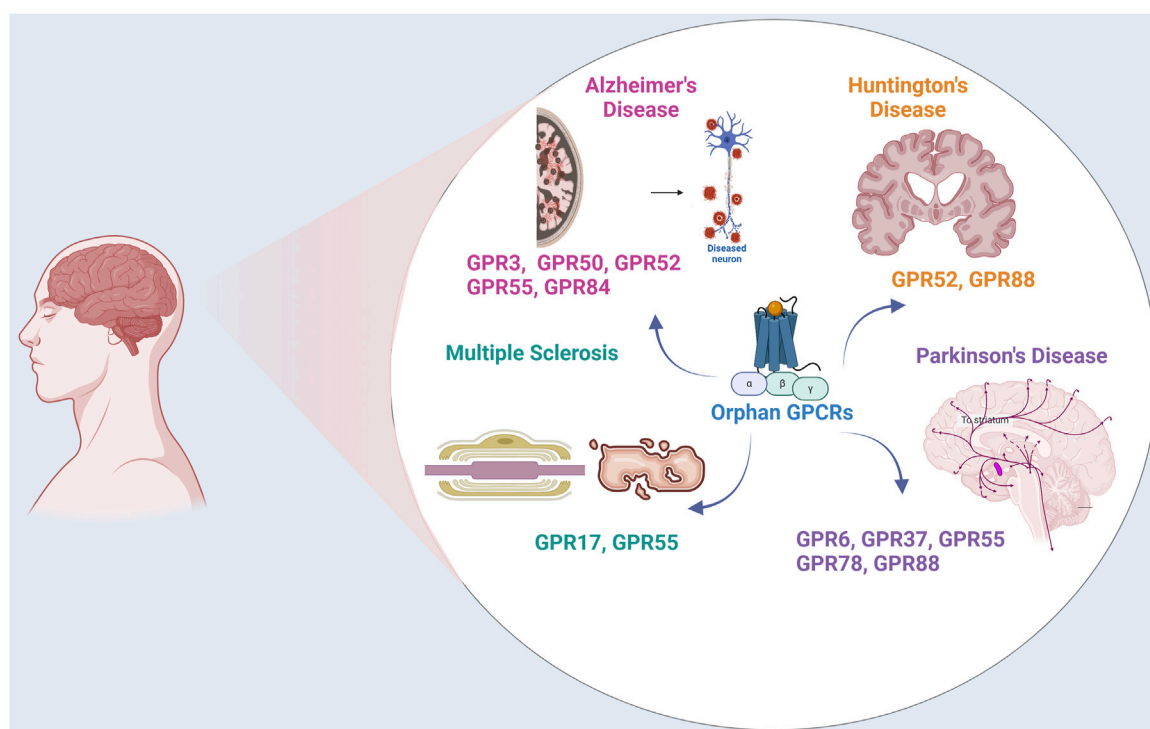 Alzheimer's
Disease
Diseased
neuron
GPR3, GPR50, GPR52
GPR55, GPR84
Huntington's
Disease
GPR52, GPR88
Multiple Sclerosis
GPR17, GPR55
α β γ
Orphan GPCRs
Parkinson's Disease
To striatum
GPR6, GPR37, GPR55
GPR78, GPR88